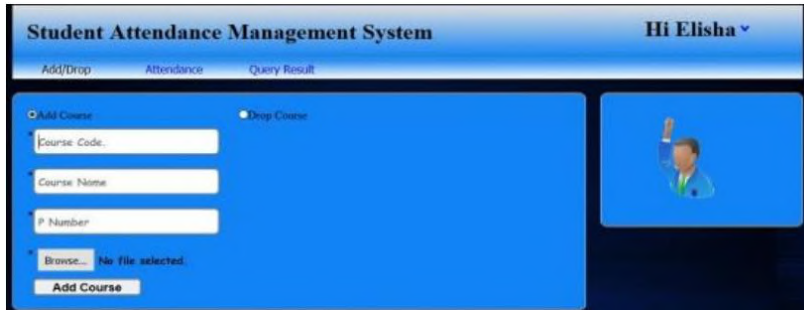 Student Attendance Management System
Hi Elisha
Add/Drop Attendance Query Result
Add Course Drop Course
* Course Code.
* Course Name
* P Number
* Browse... No file selected.
Add Course